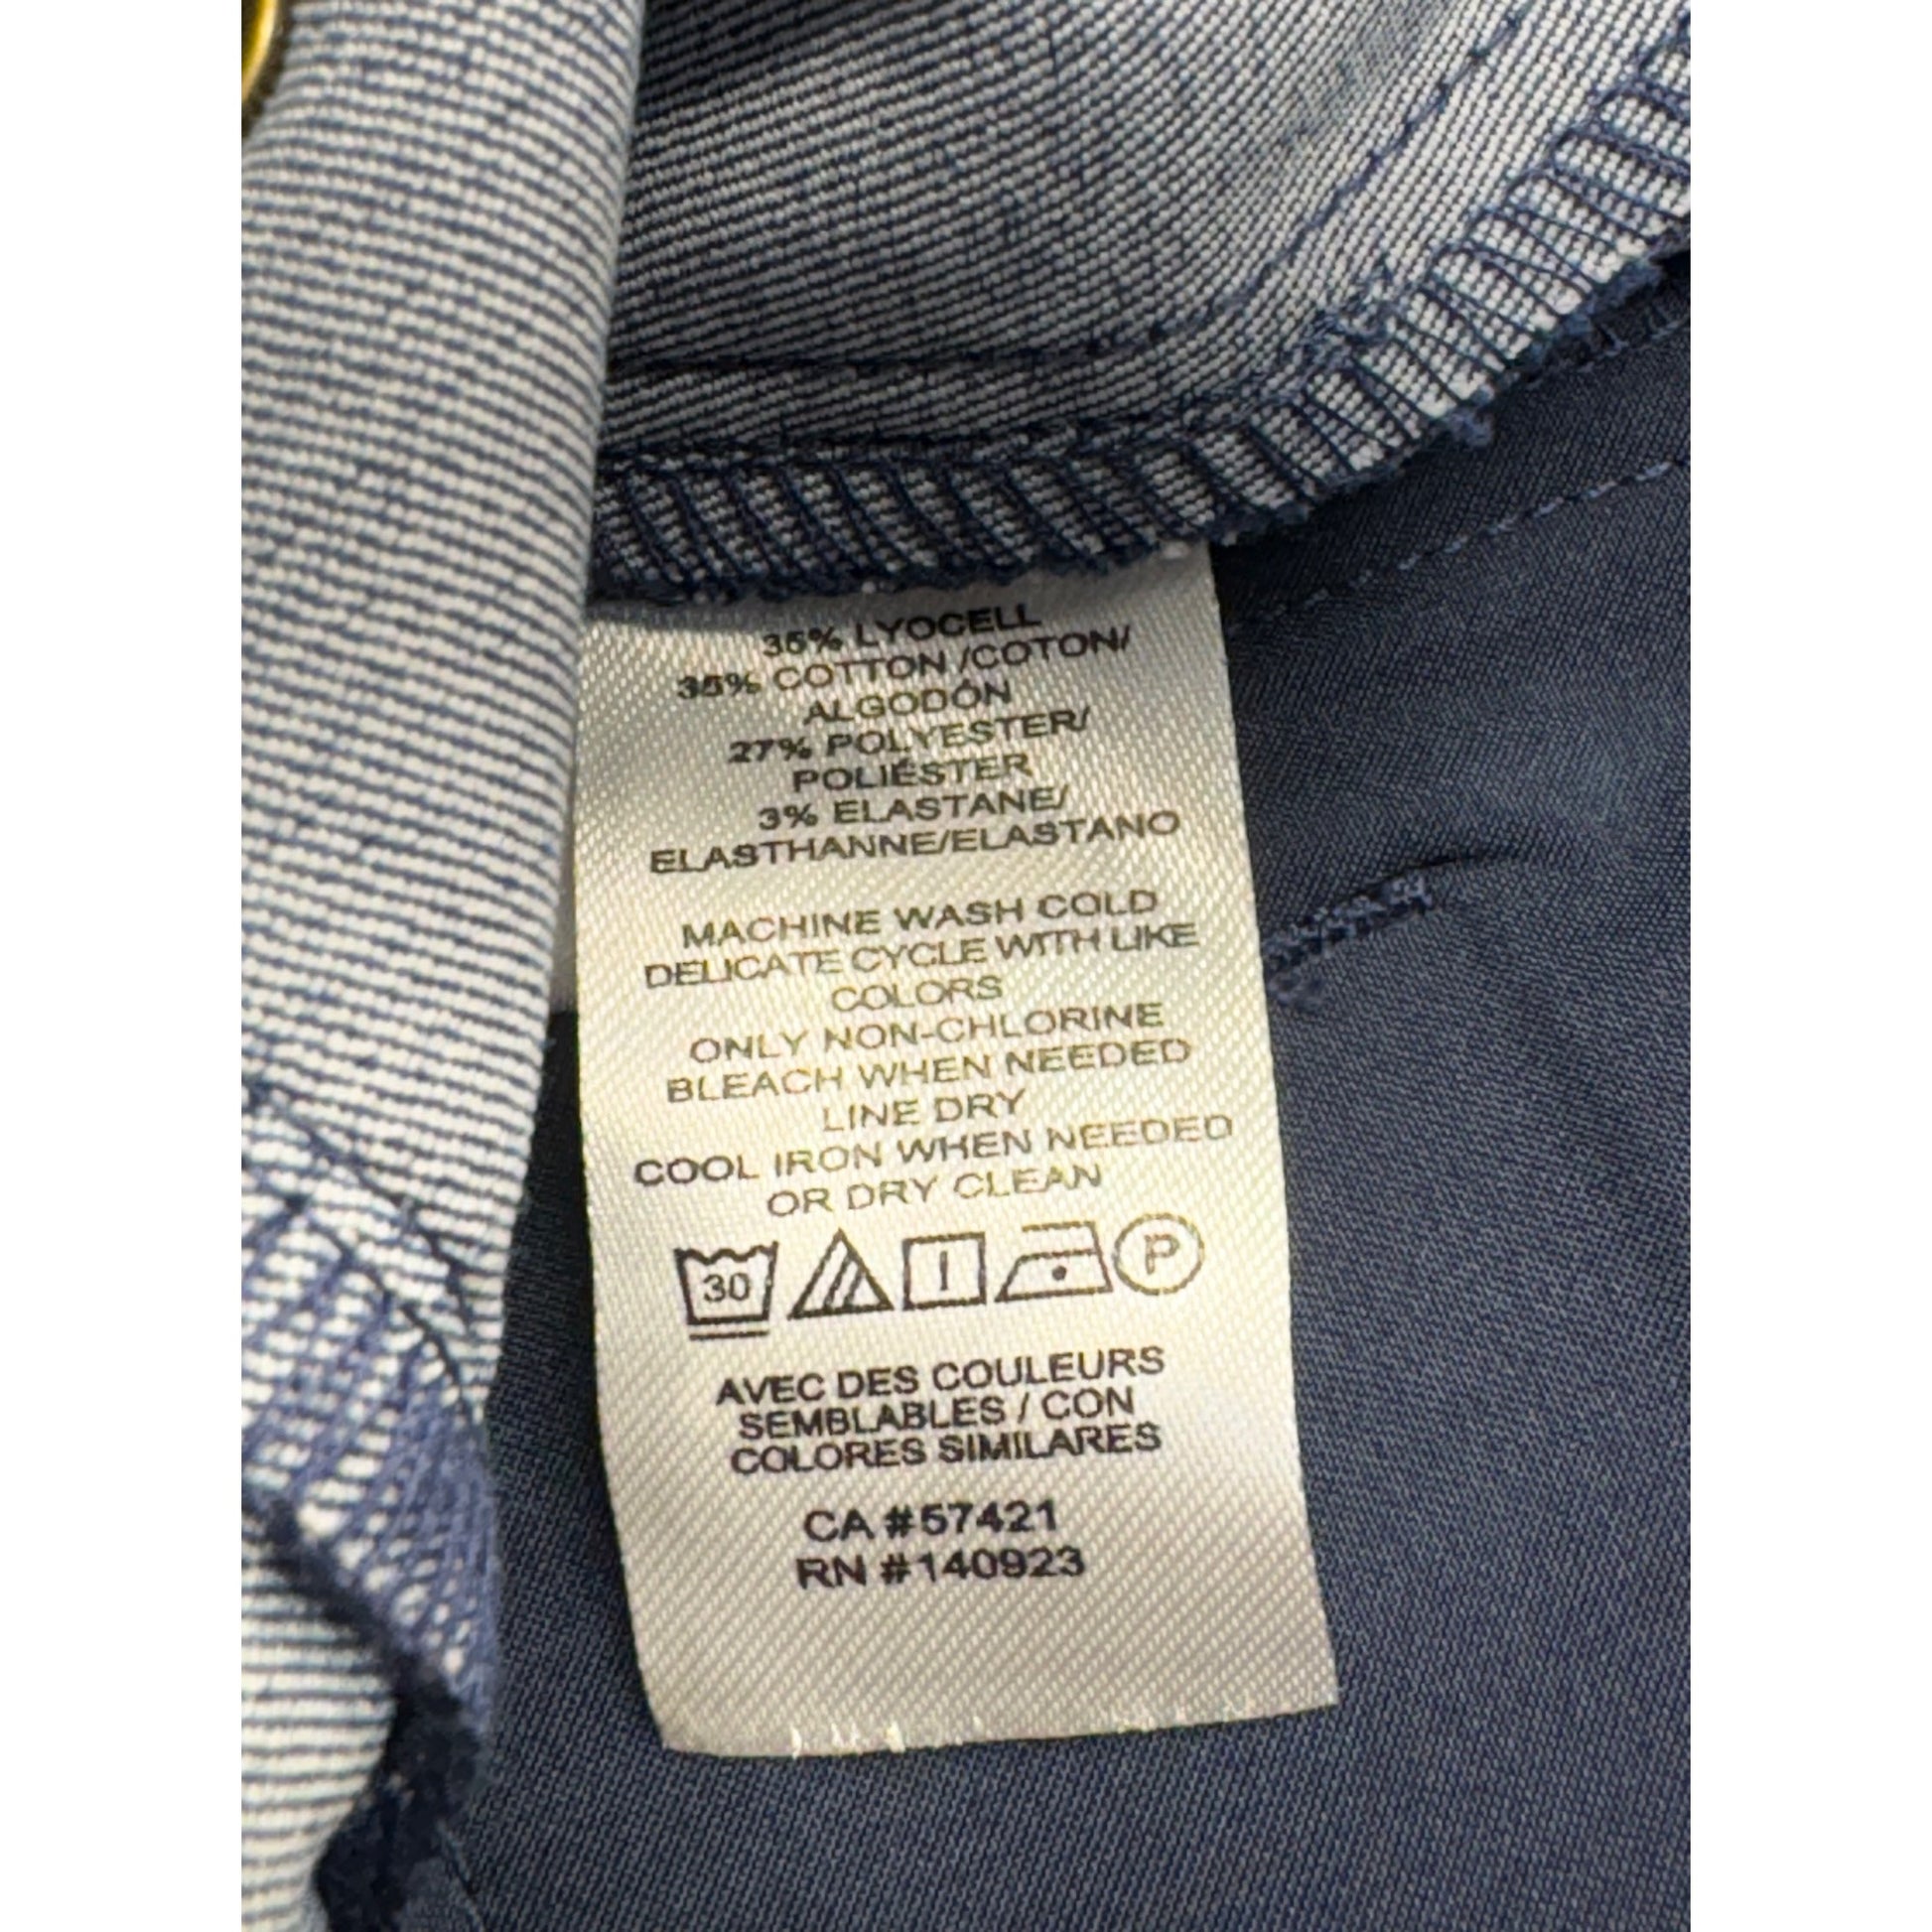 35% LYOCELL
35% COTTON /COTON/
ALGODÓN
27% POLYESTER/
POLIÉSTER
3% ELASTANE/
ELASTHANNE/ELASTANO
MACHINE WASH COLD
DELICATE CYCLE WITH LIKE
COLORS
ONLY NON-CHLORINE
BLEACH WHEN NEEDED
LINE DRY
COOL IRON WHEN NEEDED
OR DRY CLEAN
30 P
AVEC DES COULEURS
SEMBLABLES / CON
COLORES SIMILARES
CA #57421
RN #140923